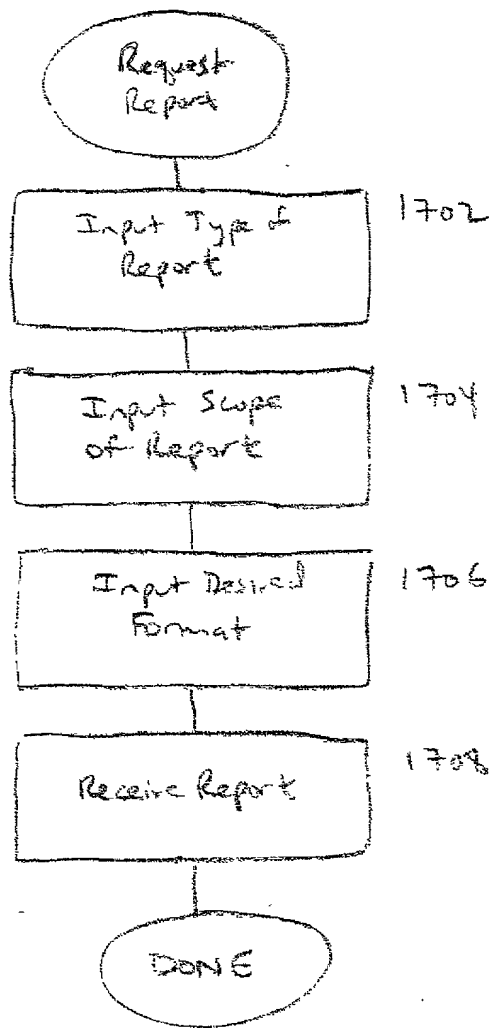 Request
Report
Input Type of
Report
1702
Input Scope
of Report
1704
Input Desired
Format
1706
Receive Report
1708
DONE